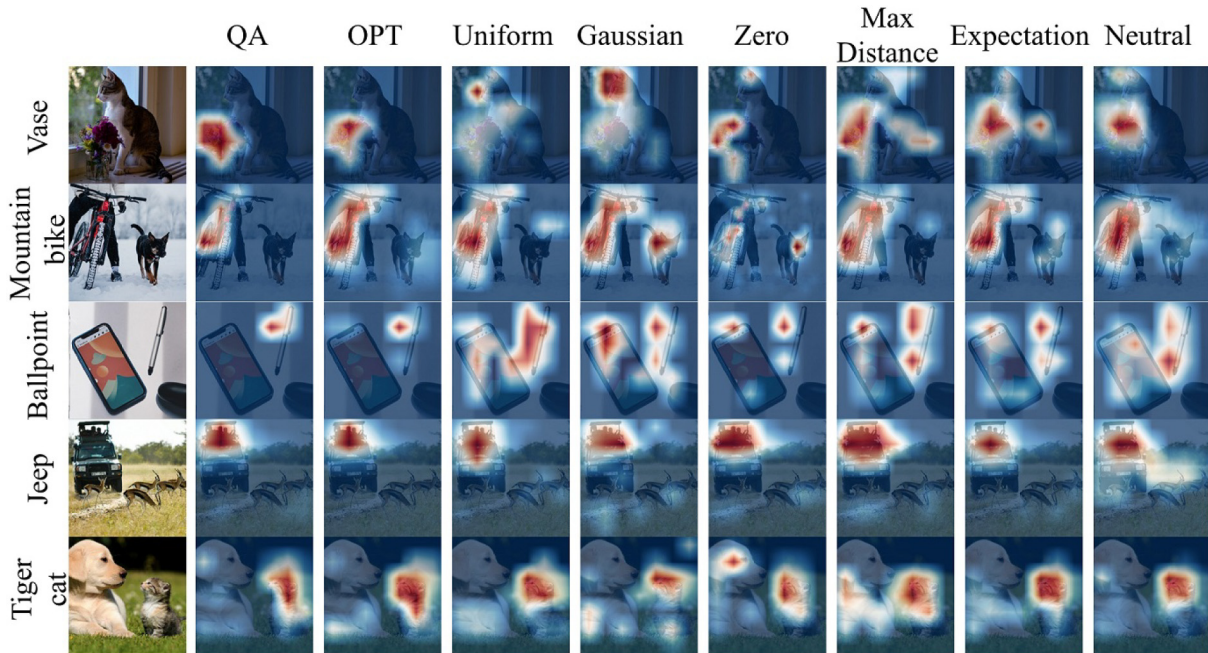 QA OPT Uniform Gaussian Zero Max Distance Expectation Neutral
Vase
Mountain bike
Ballpoint
Jeep
Tiger cat